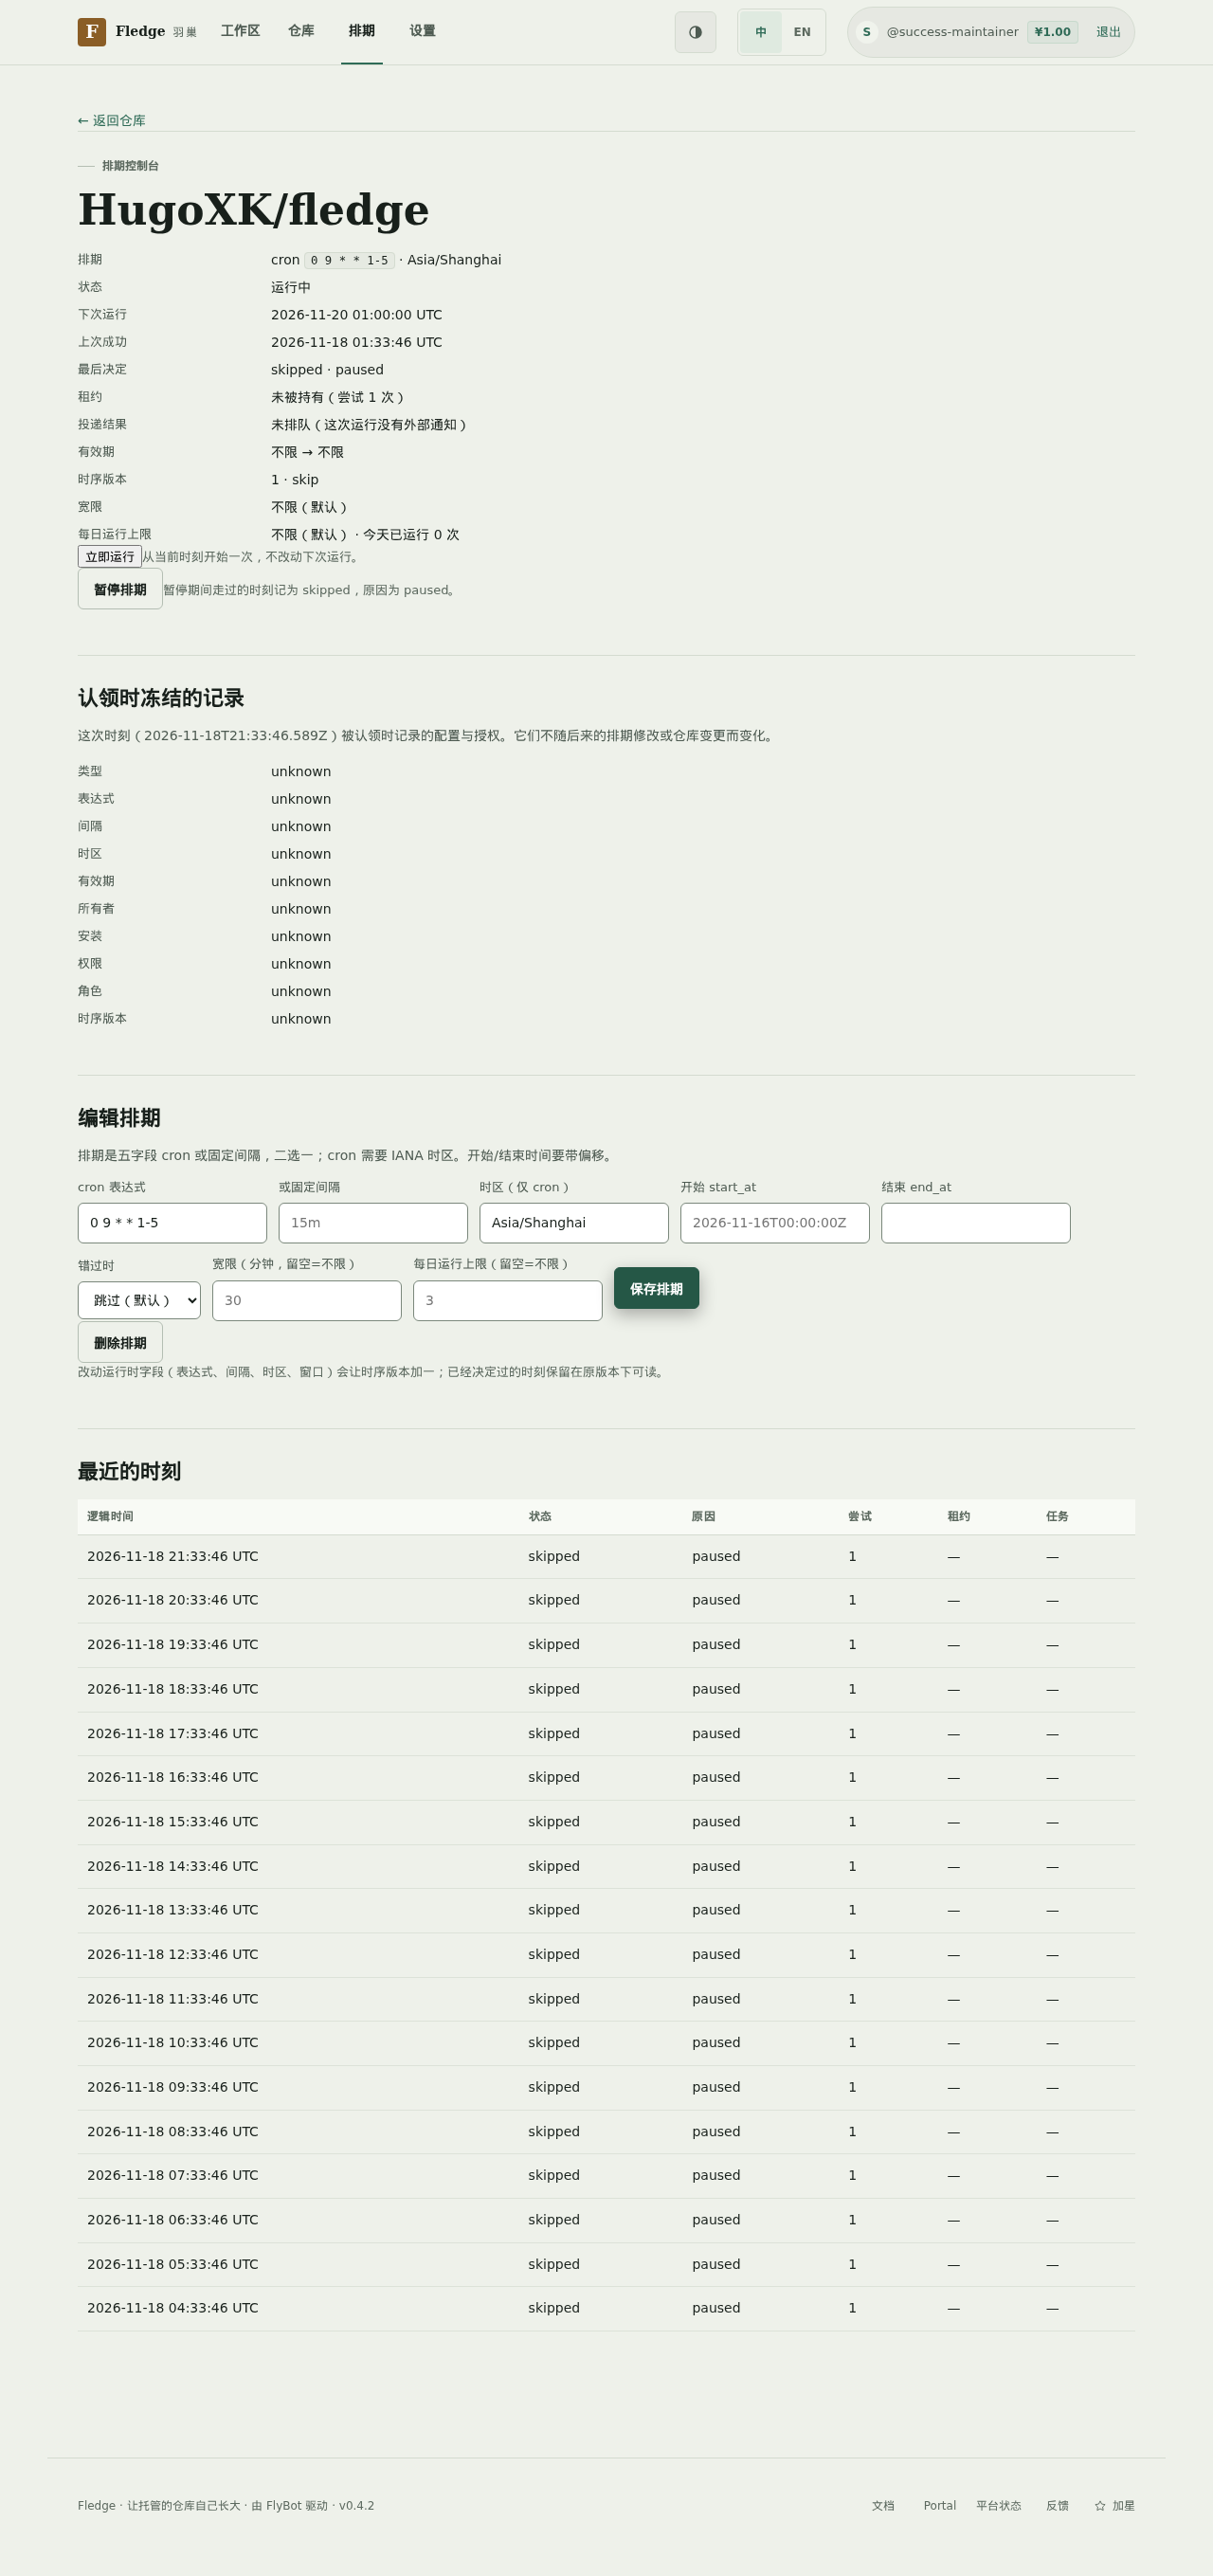 F Fledge 羽巢 工作区 仓库 排期 设置 中 EN S @success-maintainer ¥1.00 退出
← 返回仓库
排期控制台
HugoXK/fledge
排期 cron 0 9 * * 1-5 · Asia/Shanghai
状态 运行中
下次运行 2026-11-20 01:00:00 UTC
上次成功 2026-11-18 01:33:46 UTC
最后决定 skipped · paused
租约 未被持有（尝试 1 次）
投递结果 未排队（这次运行没有外部通知）
有效期 不限 → 不限
时序版本 1 · skip
宽限 不限（默认）
每日运行上限 不限（默认） · 今天已运行 0 次
立即运行 从当前时刻开始一次，不改动下次运行。
暂停排期 暂停期间走过的时刻记为 skipped，原因为 paused。
认领时冻结的记录
这次时刻（2026-11-18T21:33:46.589Z）被认领时记录的配置与授权。它们不随后来的排期修改或仓库变更而变化。
类型 unknown
表达式 unknown
间隔 unknown
时区 unknown
有效期 unknown
所有者 unknown
安装 unknown
权限 unknown
角色 unknown
时序版本 unknown
编辑排期
排期是五字段 cron 或固定间隔，二选一；cron 需要 IANA 时区。开始/结束时间要带偏移。
cron 表达式 或固定间隔 时区（仅 cron） 开始 start_at 结束 end_at
0 9 * * 1-5 15m Asia/Shanghai 2026-11-16T00:00:00Z
错过时 宽限（分钟，留空=不限） 每日运行上限（留空=不限）
跳过（默认） 30 3 保存排期
删除排期
改动运行时字段（表达式、间隔、时区、窗口）会让时序版本加一；已经决定过的时刻保留在原版本下可读。
最近的时刻
逻辑时间 状态 原因 尝试 租约 任务
2026-11-18 21:33:46 UTC skipped paused 1 — —
2026-11-18 20:33:46 UTC skipped paused 1 — —
2026-11-18 19:33:46 UTC skipped paused 1 — —
2026-11-18 18:33:46 UTC skipped paused 1 — —
2026-11-18 17:33:46 UTC skipped paused 1 — —
2026-11-18 16:33:46 UTC skipped paused 1 — —
2026-11-18 15:33:46 UTC skipped paused 1 — —
2026-11-18 14:33:46 UTC skipped paused 1 — —
2026-11-18 13:33:46 UTC skipped paused 1 — —
2026-11-18 12:33:46 UTC skipped paused 1 — —
2026-11-18 11:33:46 UTC skipped paused 1 — —
2026-11-18 10:33:46 UTC skipped paused 1 — —
2026-11-18 09:33:46 UTC skipped paused 1 — —
2026-11-18 08:33:46 UTC skipped paused 1 — —
2026-11-18 07:33:46 UTC skipped paused 1 — —
2026-11-18 06:33:46 UTC skipped paused 1 — —
2026-11-18 05:33:46 UTC skipped paused 1 — —
2026-11-18 04:33:46 UTC skipped paused 1 — —
Fledge · 让托管的仓库自己长大 · 由 FlyBot 驱动 · v0.4.2 文档 Portal 平台状态 反馈 加星